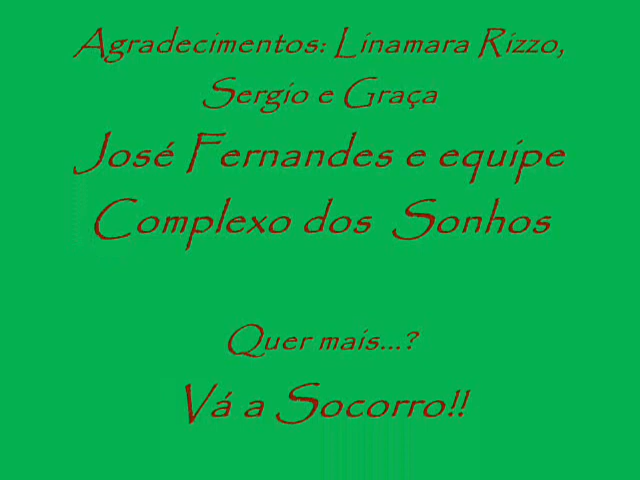 Agradecimentos: Linamara Rizzo,
Sergio e Graça
José Fernandes e equipe
Complexo dos Sonhos
Quer mais...?
Vá a Socorro!!